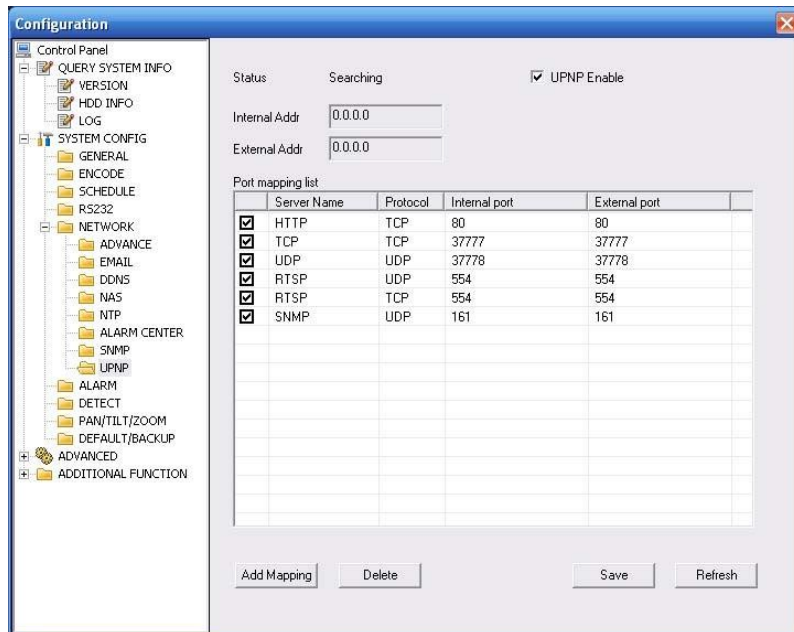 Configuration
Control Panel
QUERY SYSTEM INFO
VERSION
HDD INFO
LOG
SYSTEM CONFIG
GENERAL
ENCODE
SCHEDULE
RS232
NETWORK
ADVANCE
EMAIL
DDNS
NAS
NTP
ALARM CENTER
SNMP
UPNP
ALARM
DETECT
PAN/TILT/ZOOM
DEFAULT/BACKUP
ADVANCED
ADDITIONAL FUNCTION
Status Searching UPNP Enable
Internal Addr 0.0.0.0
External Addr 0.0.0.0
Port mapping list
Server Name Protocol Internal port External port
HTTP TCP 80 80
TCP TCP 37777 37777
UDP UDP 37778 37778
RTSP UDP 554 554
RTSP TCP 554 554
SNMP UDP 161 161
Add Mapping Delete Save Refresh